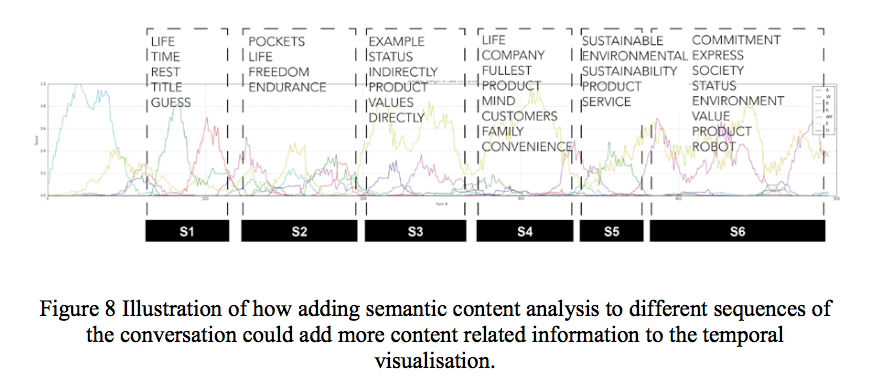 LIFE
TIME
REST
TITLE
GUESS
POCKETS
LIFE
FREEDOM
ENDURANCE
EXAMPLE
STATUS
INDIRECTLY
PRODUCT
VALUES
DIRECTLY
LIFE
COMPANY
FULLEST
PRODUCT
MIND
CUSTOMERS
FAMILY
CONVENIENCE
SUSTAINABLE
ENVIRONMENTAL
SUSTAINABILITY
PRODUCT
SERVICE
COMMITMENT
EXPRESS
SOCIETY
STATUS
ENVIRONMENT
VALUE
PRODUCT
ROBOT
S1
S2
S3
S4
S5
S6
Figure 8 Illustration of how adding semantic content analysis to different sequences of
the conversation could add more content related information to the temporal
visualisation.